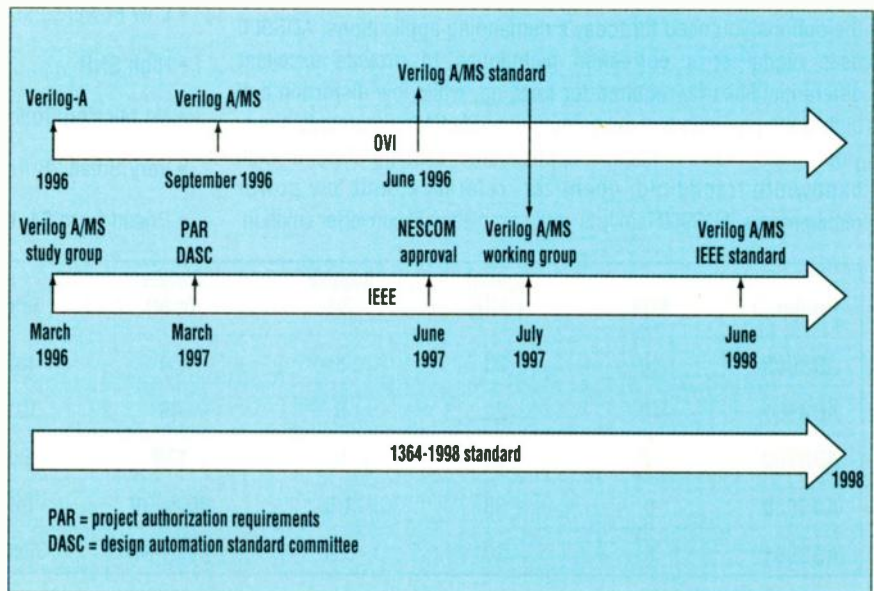 Verilog A/MS standard
Verilog-A
Verilog A/MS
OVI
1996
September 1996
June 1996
Verilog A/MS
study group
PAR
DASC
NESCOM
approval
Verilog A/MS
working group
Verilog A/MS
IEEE standard
IEEE
March
1996
March
1997
June
1997
July
1997
June
1998
1364-1998 standard
1998
PAR = project authorization requirements
DASC = design automation standard committee